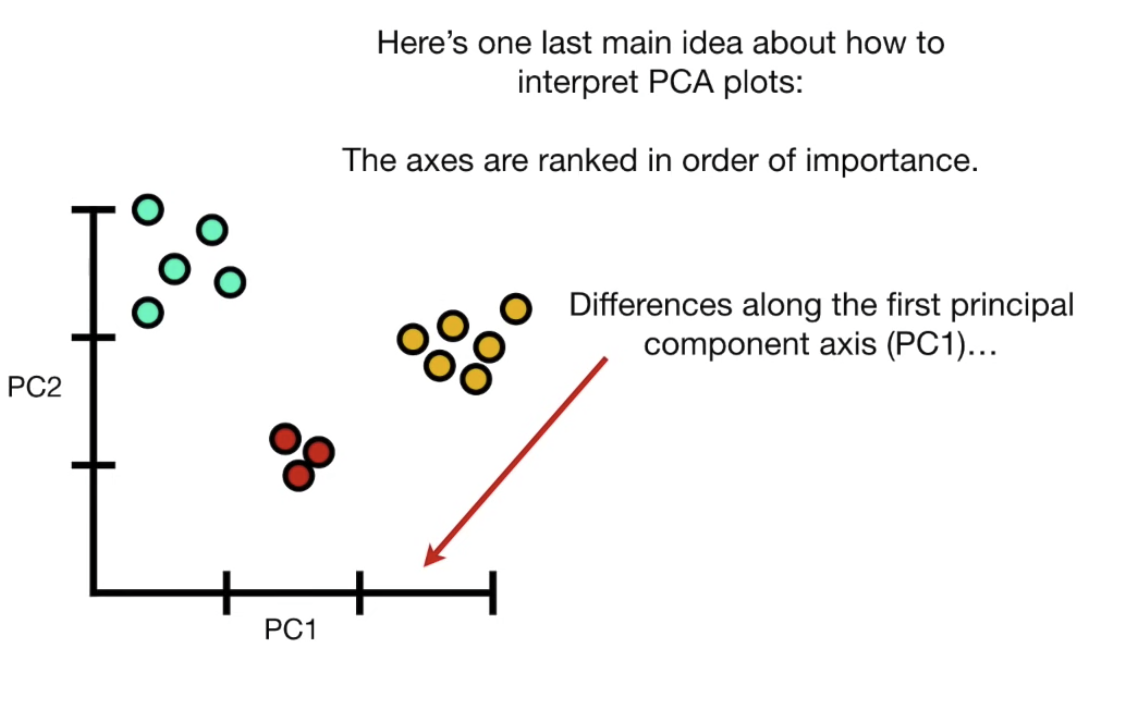 Here’s one last main idea about how to
interpret PCA plots:
The axes are ranked in order of importance.
Differences along the first principal
component axis (PC1)…
PC2
PC1